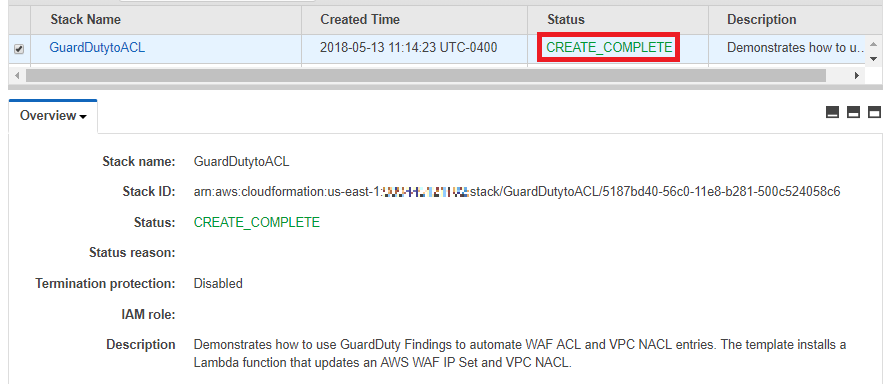 Stack Name Created Time Status Description
GuardDutytoACL 2018-05-13 11:14:23 UTC-0400 CREATE_COMPLETE Demonstrates how to u...
Overview
Stack name: GuardDutytoACL
Stack ID: arn:aws:cloudformation:us-east-1: :stack/GuardDutytoACL/5187bd40-56c0-11e8-b281-500c524058c6
Status: CREATE_COMPLETE
Status reason:
Termination protection: Disabled
IAM role:
Description Demonstrates how to use GuardDuty Findings to automate WAF ACL and VPC NACL entries. The template installs a
Lambda function that updates an AWS WAF IP Set and VPC NACL.